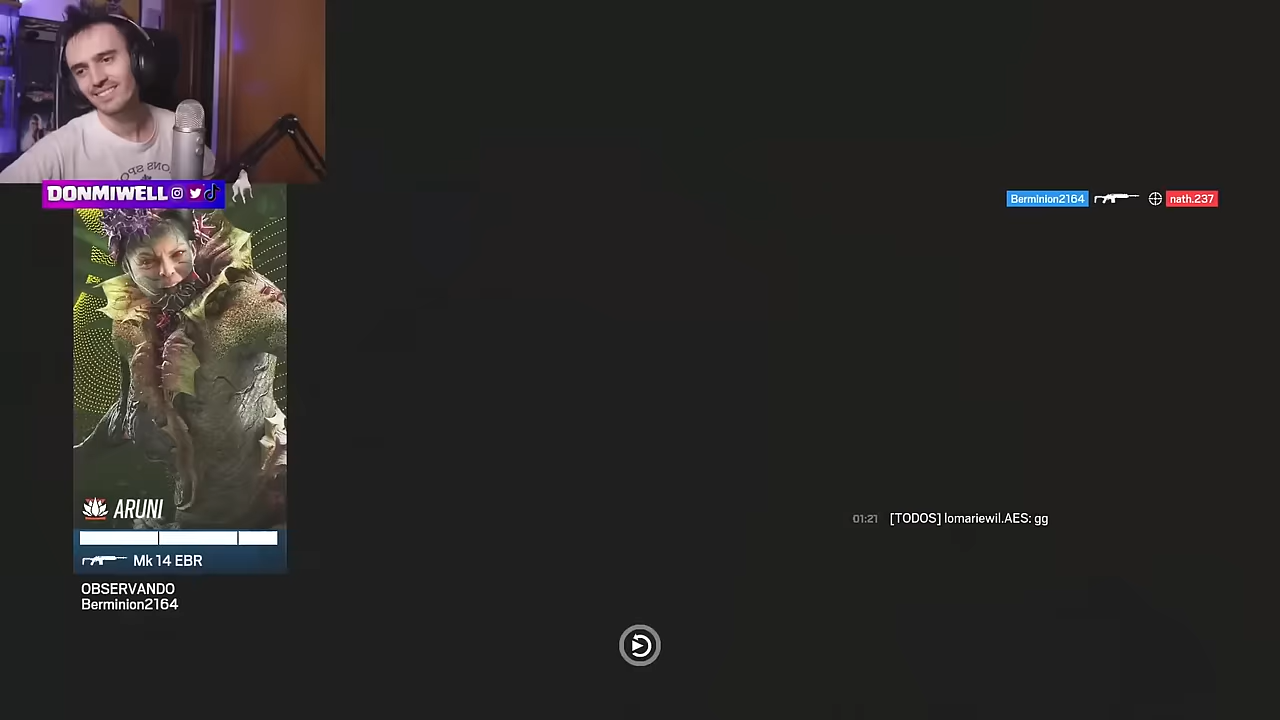 DONMIWELL
Berminion2164 nath.237
ARUNI
Mk 14 EBR
OBSERVANDO
Berminion2164
01:21 [TODOS] lomariewil.AES: gg